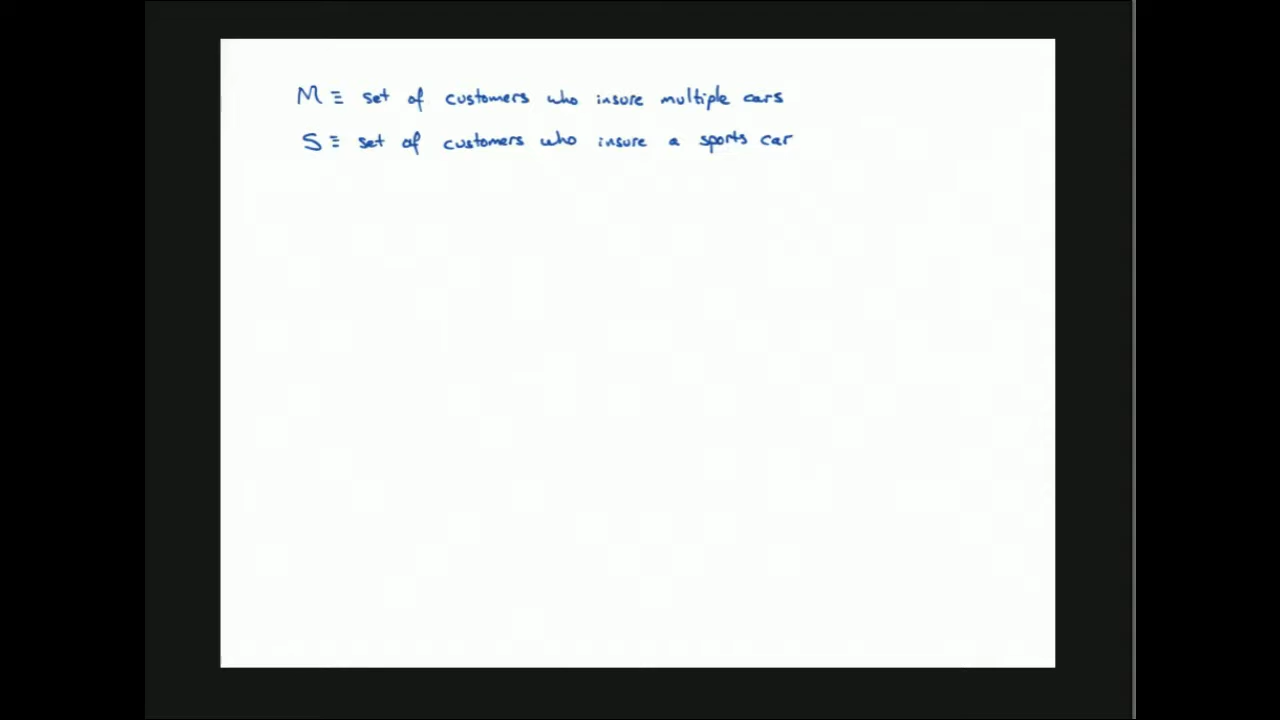 M ≡ set of customers who insure multiple cars
S ≡ set of customers who insure a sports car